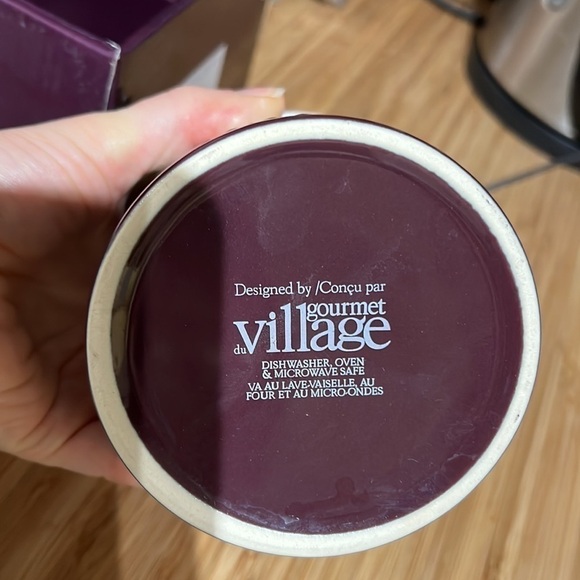 Designed by /Conçu par
gourmet
du village
DISHWASHER, OVEN
& MICROWAVE SAFE
VA AU LAVE-VAISELLE, AU
FOUR ET AU MICRO-ONDES